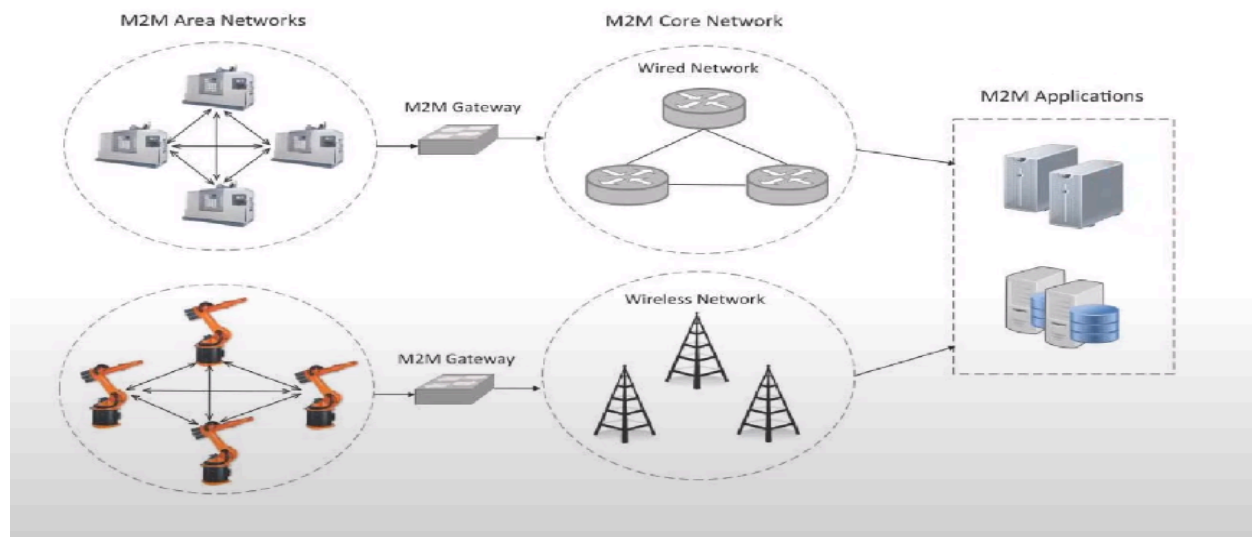 M2M Area Networks
M2M Core Network
Wired Network
M2M Applications
M2M Gateway
Wireless Network
M2M Gateway